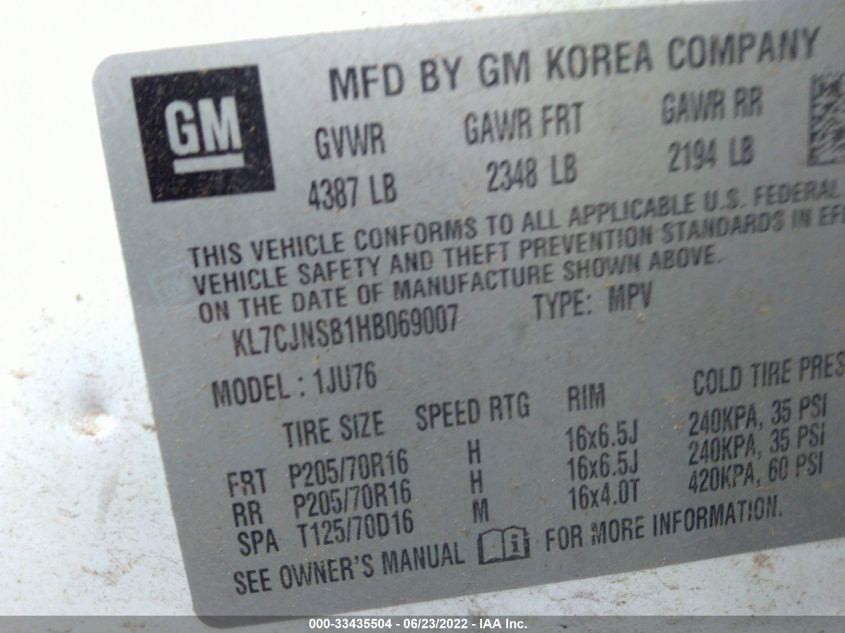 GM
MFD BY GM KOREA COMPANY
GVWR GAWR FRT GAWR RR
4387 LB 2348 LB 2194 LB
THIS VEHICLE CONFORMS TO ALL APPLICABLE U.S. FEDERAL
VEHICLE SAFETY AND THEFT PREVENTION STANDARDS IN EFF
ON THE DATE OF MANUFACTURE SHOWN ABOVE.
KL7CJNSB1HB069007 TYPE: MPV
MODEL : 1JU76
TIRE SIZE SPEED RTG RIM COLD TIRE PRES
FRT P205/70R16 H 16x6.5J 240KPA, 35 PSI
RR P205/70R16 H 16x6.5J 240KPA, 35 PSI
SPA T125/70D16 M 16x4.0T 420KPA, 60 PSI
SEE OWNER'S MANUAL FOR MORE INFORMATION.
000-33435504 - 06/23/2022 - IAA Inc.